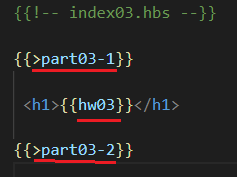 {{!-- index03.hbs --}}
{{>part03-1}}
<h1>{{hw03}}</h1>
{{>part03-2}}